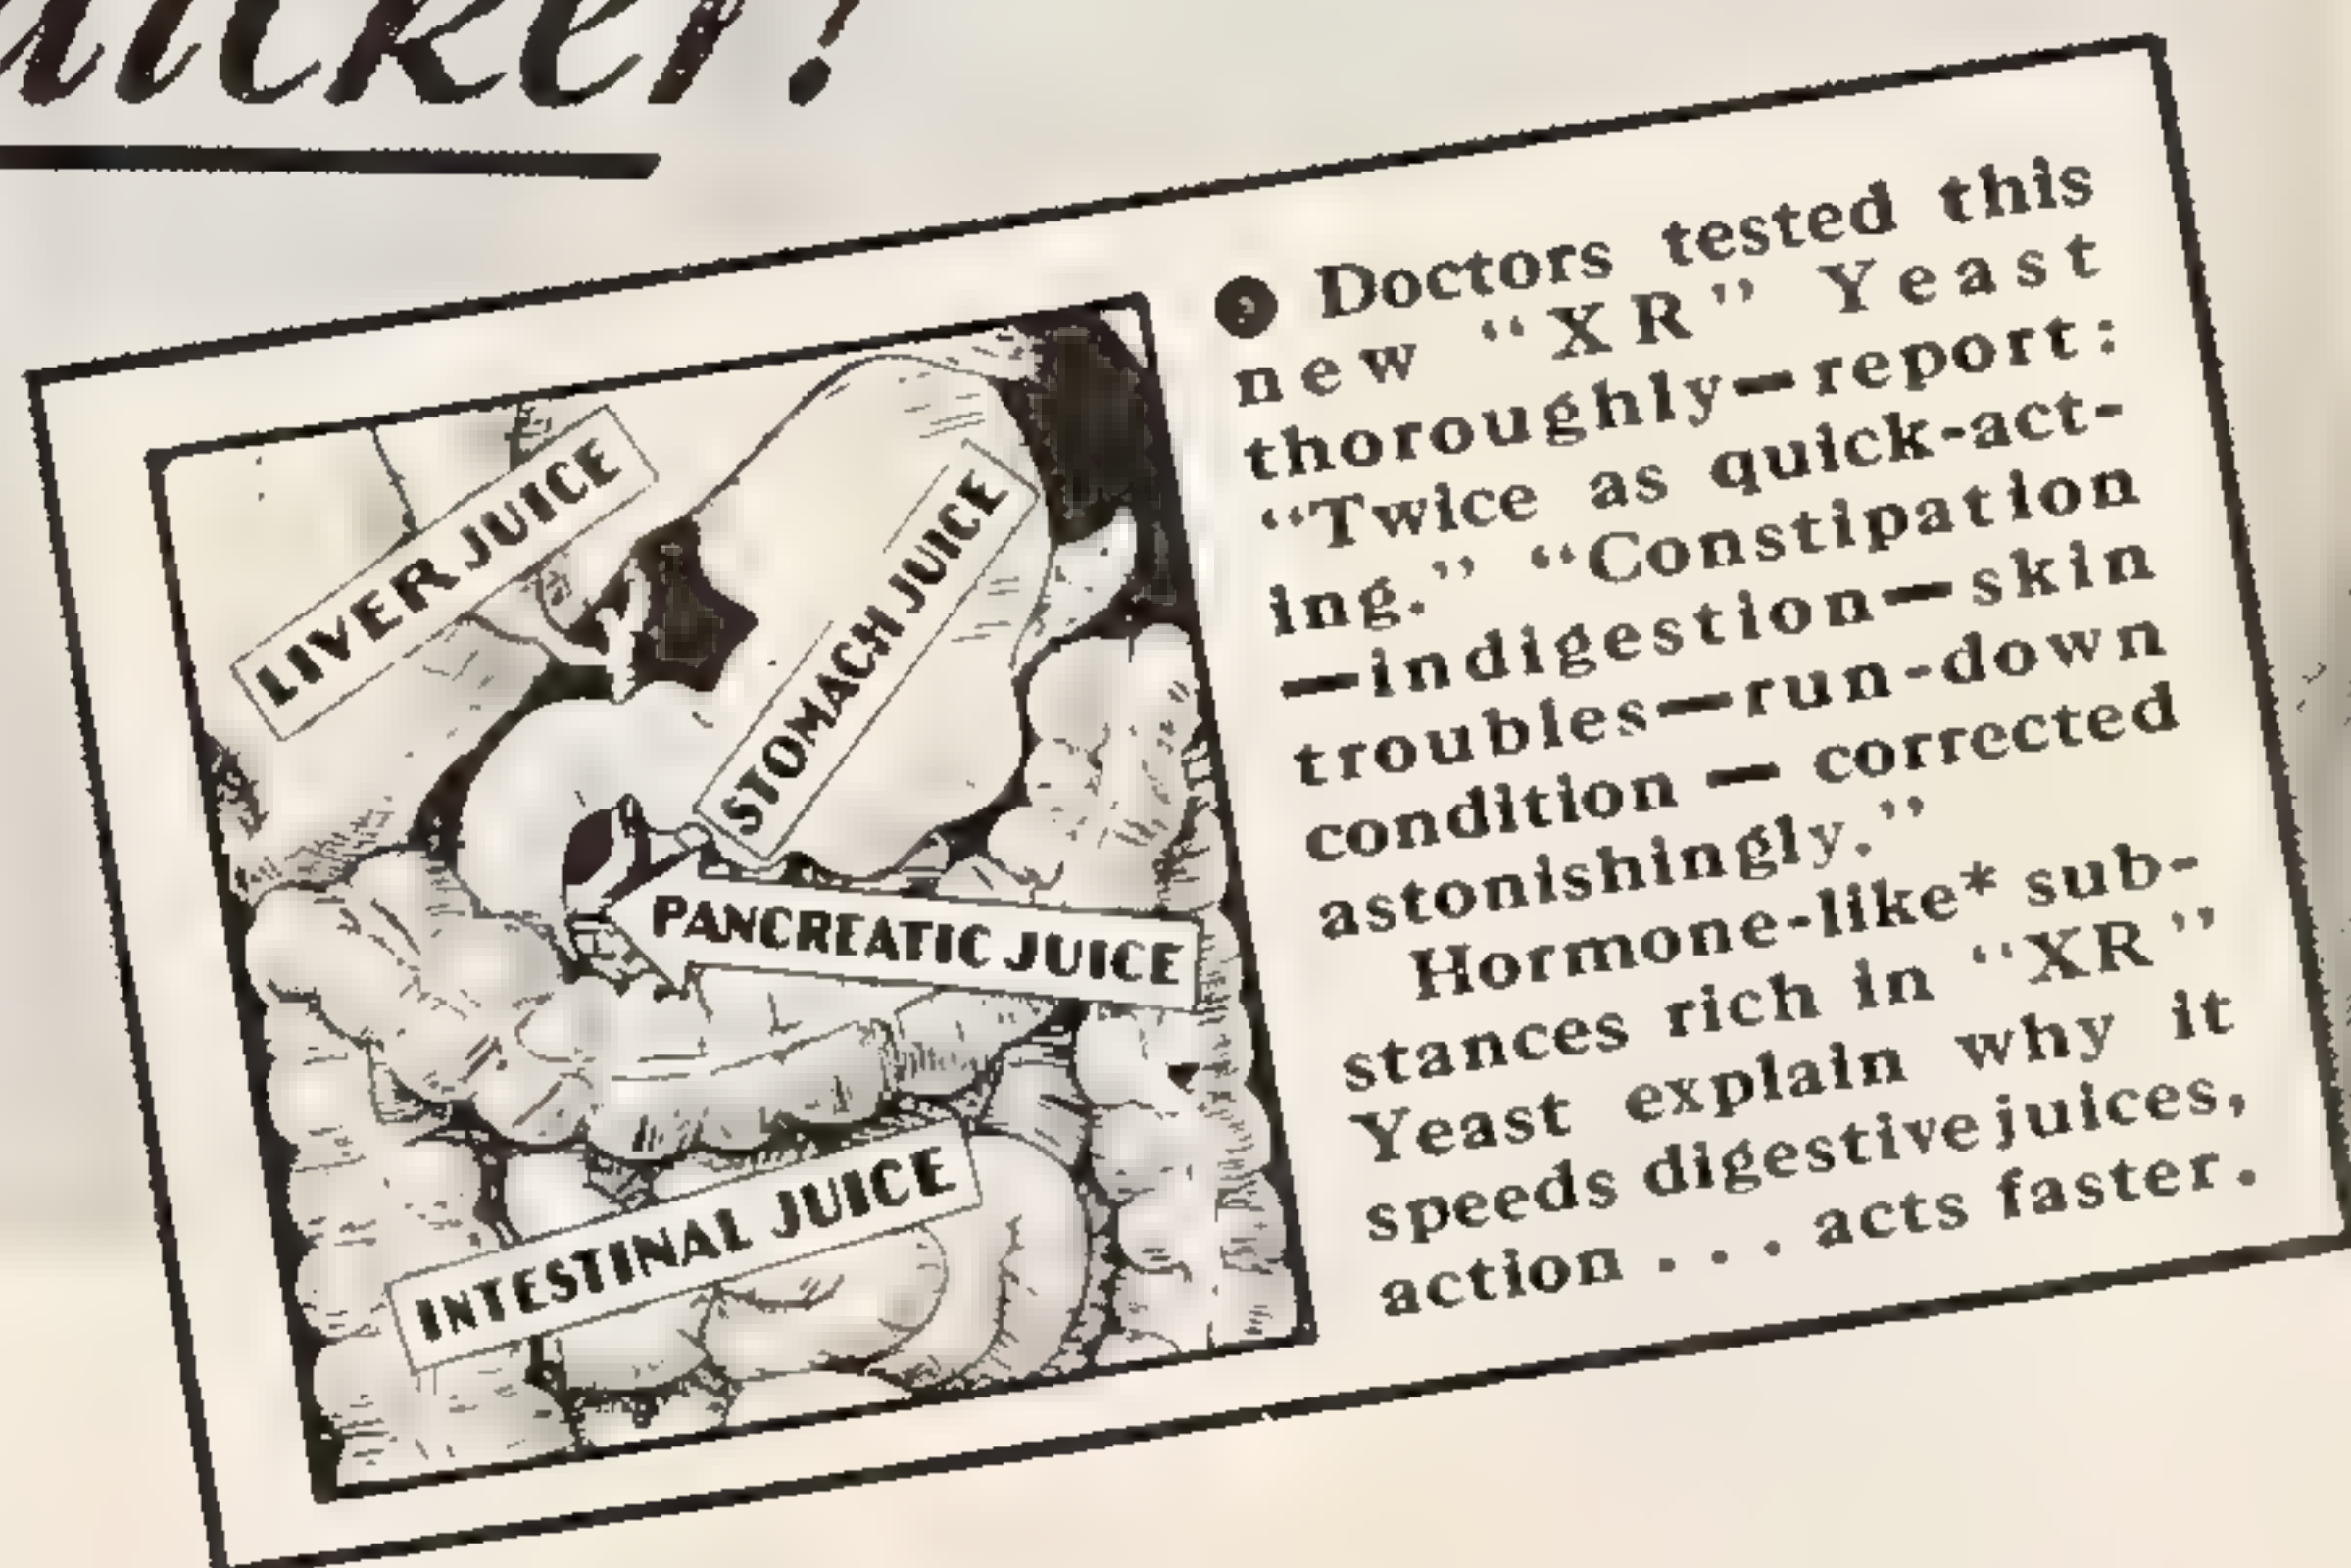 uicker!
LIVER JUICE
STOMACH JUICE
PANCREATIC JUICE
INTESTINAL JUICE
● Doctors tested this
new “XR” Yeast
thoroughly—report:
“Twice as quick-act-
ing.” “Constipation
—indigestion—skin
troubles—run-down
condition — corrected
astonishingly.”
Hormone-like* sub-
stances rich in “XR”
Yeast explain why it
speeds digestive juices,
action . . . acts faster.